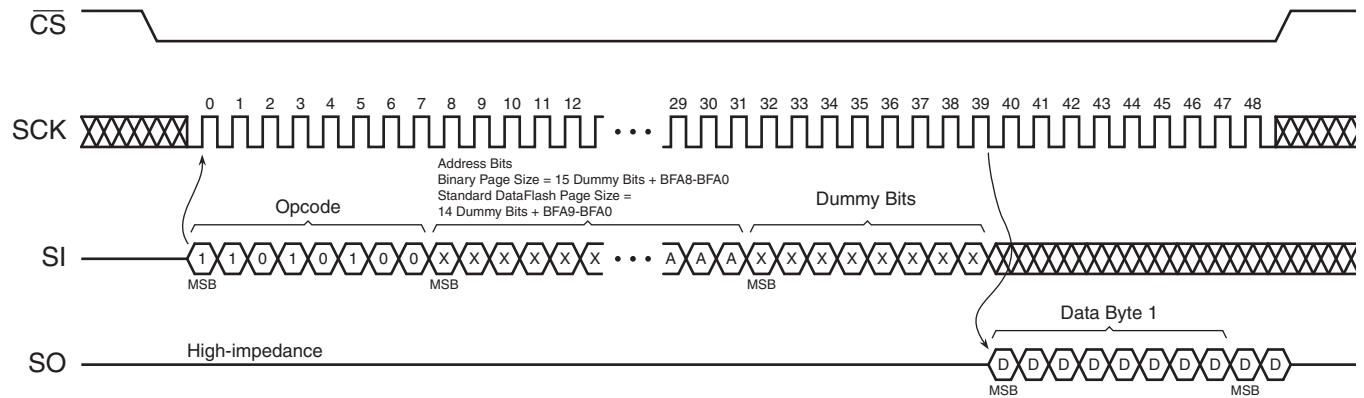 CS
0 1 2 3 4 5 6 7 8 9 10 11 12 29 30 31 32 33 34 35 36 37 38 39 40 41 42 43 44 45 46 47 48
SCK
Address Bits
Binary Page Size = 15 Dummy Bits + BFA8-BFA0
Standard DataFlash Page Size =
14 Dummy Bits + BFA9-BFA0
Opcode
Dummy Bits
SI
1 1 0 1 0 1 0 0 X X X X X X • • • A A A X X X X X X X X
MSB MSB MSB
Data Byte 1
SO
High-impedance
D D D D D D D D D D
MSB MSB